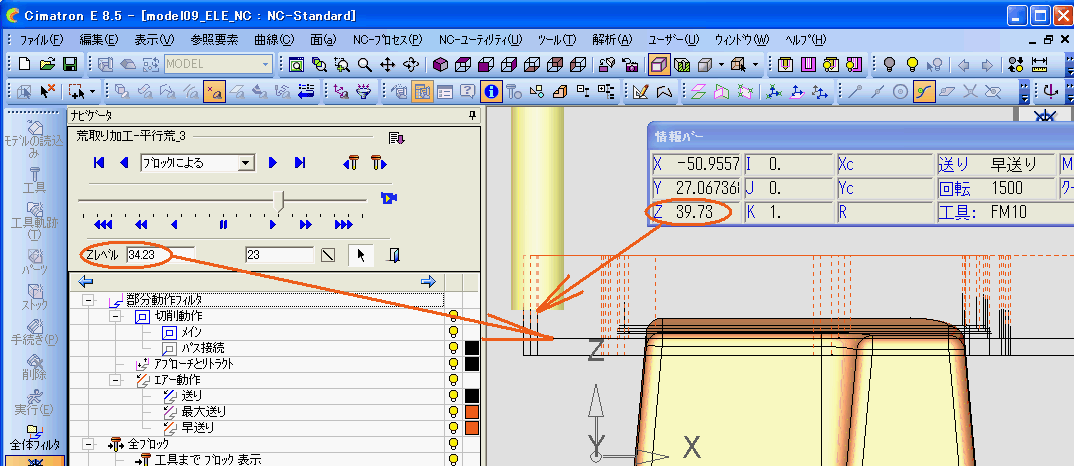 Cimatron E 8.5 - [model09_ELE_NC : NC-Standard]
ファイル(F) 編集(E) 表示(V) 参照要素 曲線(C) 面(a) NC-プロセス(P) NC-ユーティリティ(U) ツール(T) 解析(A) ユーザー(U) ウィンドウ(W) ヘルプ(H)
MODEL
ナビゲータ
モデルの読込み
工具
工具軌跡(T)
パーツ
ストック
手続き(P)
削除
実行(E)
全体フィルタ
荒取り加工-平行荒_3
ブロックによる
Zレベル 34.23 23
部分動作フィルタ
切削動作
メイン
パス接続
アプローチとリトラクト
エアー動作
送り
最大送り
早送り
全ブロック
工具まで ブロック 表示
情報バー
X -50.9557 I 0. Xc 送り 早送り M
Y 27.06736 J 0. Yc 回転 1500 ク
Z 39.73 K 1. R 工具: FM10
Z
Y X